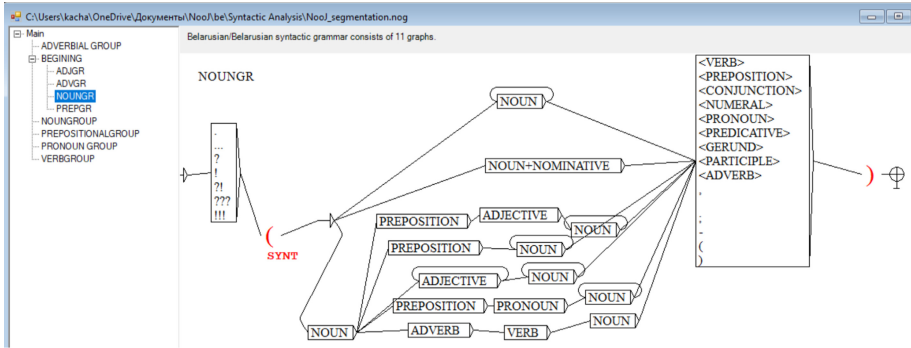 C:\Users\kacha\OneDrive\Документы\NooJ\be\Syntactic Analysis\NooJ_segmentation.nog
Main
ADVERBIAL GROUP
BEGINING
ADJGR
ADVGR
NOUNGR
PREPGR
NOUNGROUP
PREPOSITIONALGROUP
PRONOUN GROUP
VERBGROUP
Belarusian/Belarusian syntactic grammar consists of 11 graphs.
NOUNGR
.
...
?
!
?!
???
!!!
(
SYNT
NOUN
NOUN+NOMINATIVE
PREPOSITION ADJECTIVE NOUN
PREPOSITION NOUN
ADJECTIVE NOUN
PREPOSITION PRONOUN NOUN
NOUN ADVERB VERB NOUN
<VERB>
<PREPOSITION>
<CONJUNCTION>
<NUMERAL>
<PRONOUN>
<PREDICATIVE>
<GERUND>
<PARTICIPLE>
<ADVERB>
,
;
-
(
)
)